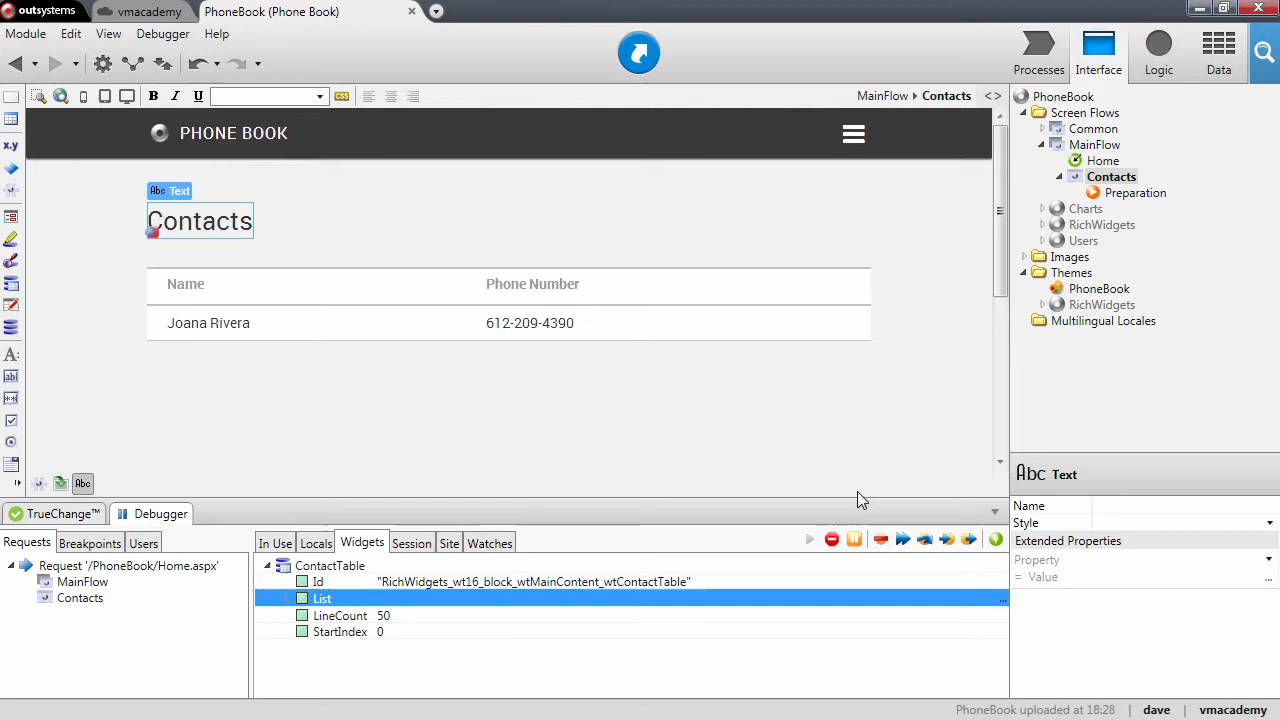 outsystems
vmacademy
PhoneBook (Phone Book)
Module
Edit
View
Debugger
Help
Processes
Interface
Logic
Data
B
I
U
CSS
MainFlow
Contacts
<>
x.y
PHONE BOOK
Abc Text
Contacts
Name
Phone Number
Joana Rivera
612-209-4390
Abc
PhoneBook
Screen Flows
Common
MainFlow
Home
Contacts
Preparation
Charts
RichWidgets
Users
Images
Themes
PhoneBook
RichWidgets
Multilingual Locales
Abc Text
Name
Style
Extended Properties
Property
= Value
...
TrueChange™
Debugger
Requests
Breakpoints
Users
Request '/PhoneBook/Home.aspx'
MainFlow
Contacts
In Use
Locals
Widgets
Session
Site
Watches
ContactTable
Id "RichWidgets_wt16_block_wtMainContent_wtContactTable"
List
...
LineCount 50
StartIndex 0
PhoneBook uploaded at 18:28
dave
vmacademy